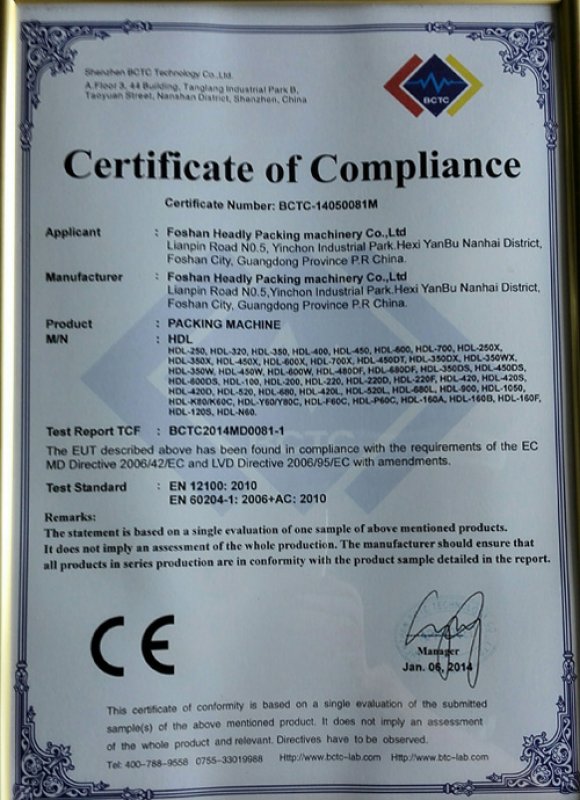 Shenzhen BCTC Technology Co.,Ltd.
A,Floor 3, 44 Building, Tanglang Industrial Park B,
Taoyuan Street, Nanshan District, Shenzhen, China
BCTC
Certificate of Compliance
Certificate Number: BCTC-14050081M
Applicant : Foshan Headly Packing machinery Co.,Ltd
Lianpin Road N0.5, Yinchon Industrial Park.Hexi YanBu Nanhai District,
Foshan City, Guangdong Province P.R China.
Manufacturer : Foshan Headly Packing machinery Co.,Ltd
Lianpin Road N0.5,Yinchon Industrial Park.Hexi YanBu Nanhai District,
Foshan City, Guangdong Province P.R China.
Product : PACKING MACHINE
M/N : HDL
HDL-250, HDL-320, HDL-350, HDL-400, HDL-450, HDL-600, HDL-700, HDL-250X,
HDL-350X, HDL-450X, HDL-600X, HDL-700X, HDL-450DT, HDL-350DX, HDL-350WX,
HDL-350W, HDL-450W, HDL-600W, HDL-480DF, HDL-680DF, HDL-350DS, HDL-450DS,
HDL-600DS, HDL-100, HDL-200, HDL-220, HDL-220D, HDL-220F, HDL-420, HDL-420S,
HDL-420D, HDL-520, HDL-680, HDL-420L, HDL-520L, HDL-680L, HDL-900, HDL-1050,
HDL-K80/K60C, HDL-Y60/Y80C, HDL-F60C, HDL-P60C, HDL-160A, HDL-160B, HDL-160F,
HDL-120S, HDL-N60.
Test Report TCF : BCTC2014MD0081-1
The EUT described above has been found in compliance with the requirements of the EC
MD Directive 2006/42/EC and LVD Directive 2006/95/EC with amendments.
Test Standard : EN 12100: 2010
EN 60204-1: 2006+AC: 2010
Remarks:
The statement is based on a single evaluation of one sample of above mentioned products.
It does not imply an assessment of the whole production. The manufacturer should ensure that
all products in series production are in conformity with the product sample detailed in the report.
CE
Manager
Jan. 06, 2014
This certificate of conformity is based on a single evaluation of the submitted
sample(s) of the above mentioned product. It does not imply an assessment
of the whole product and relevant. Directives have to be observed.
Tel: 400-788-9558 0755-33019988 Http://www.bctc-lab.com Http://www.btc-lab.com